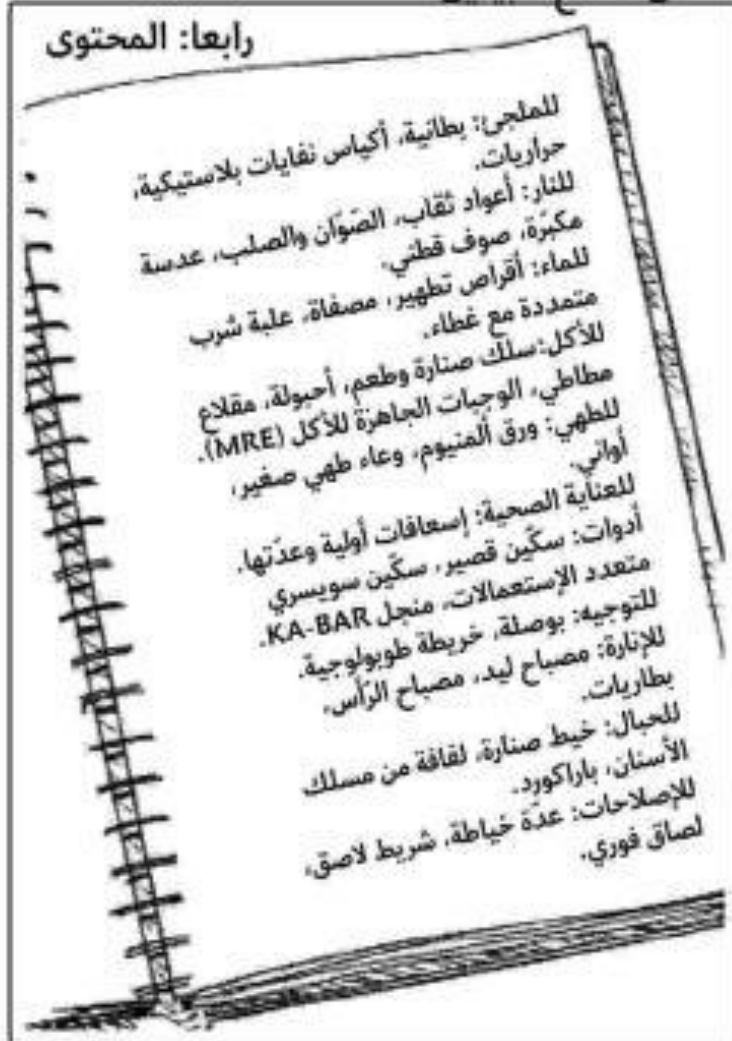 رابعا: المحتوى
للملجئ: بطانية، أكياس نفايات بلاستيكية،
حراريات.
للنار: أعواد ثقاب، الصّوّان والصلب، عدسة
مكبّرة، صوف قطني.
للماء: أقراص تطهير، مصفاة، علبة شرب
متمددة مع غطاء.
للأكل:سلك صنارة وطعم، أحبولة، مقلاع
مطاطي، الوجبات الجاهزة للأكل (MRE).
للطهي: ورق ألمنيوم، وعاء طهي صغير،
أواني.
للعناية الصحية: إسعافات أولية وعدّتها.
أدوات: سكّين قصير، سكّين سويسري
متعدد الإستعمالات، منجل KA-BAR.
للتوجيه: بوصلة، خريطة طوبولوجية.
للإنارة: مصباح ليد، مصباح الرّأس،
بطاريات.
للحبال: خيط صنارة، لفافة من مسلك
الأسنان، باراكورد.
للإصلاحات: عدّة خياطة، شريط لاصق،
لصاق فوري.